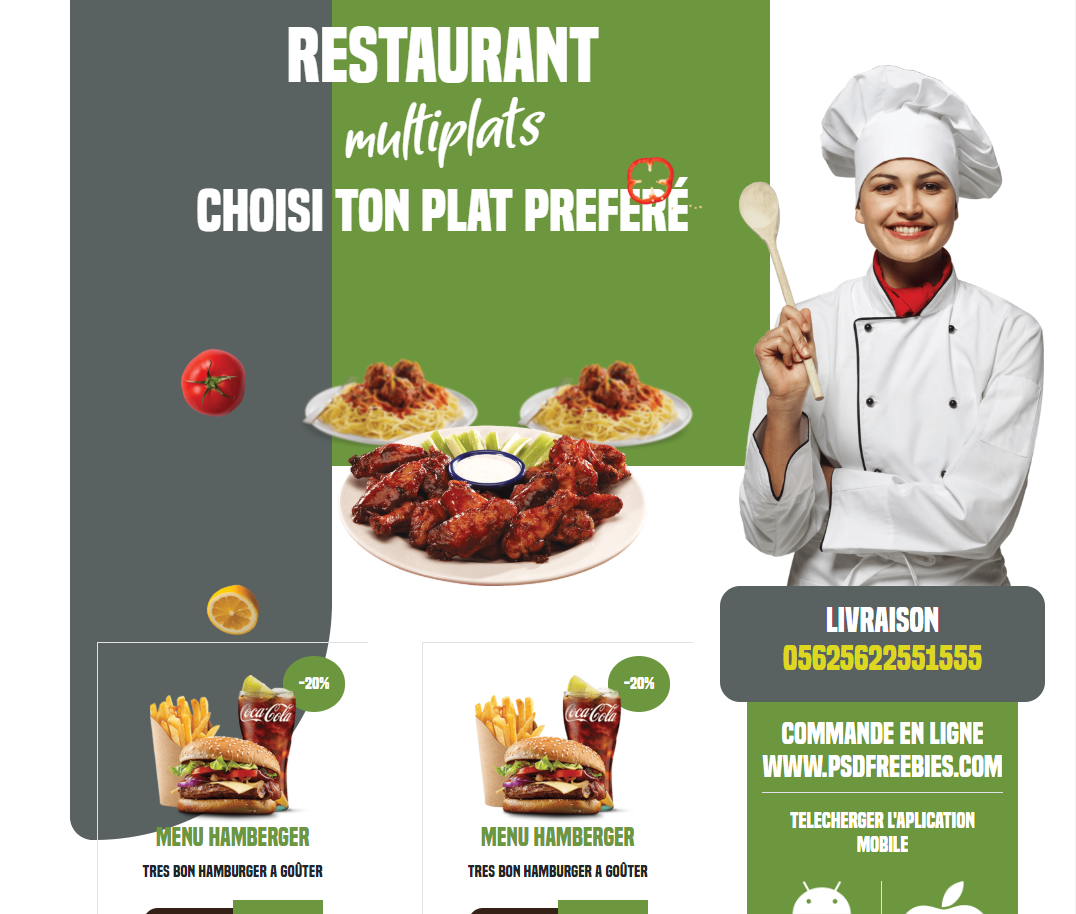 RESTAURANT
multiplats
CHOISI TON PLAT PREFERÉ
-20%
Coca-Cola
MENU HAMBERGER
TRES BON HAMBURGER A GOÛTER
-20%
Coca-Cola
MENU HAMBERGER
TRES BON HAMBURGER A GOÛTER
LIVRAISON
05625622551555
COMMANDE EN LIGNE
WWW.PSDFREEBIES.COM
TELECHERGER L'APLICATION
MOBILE